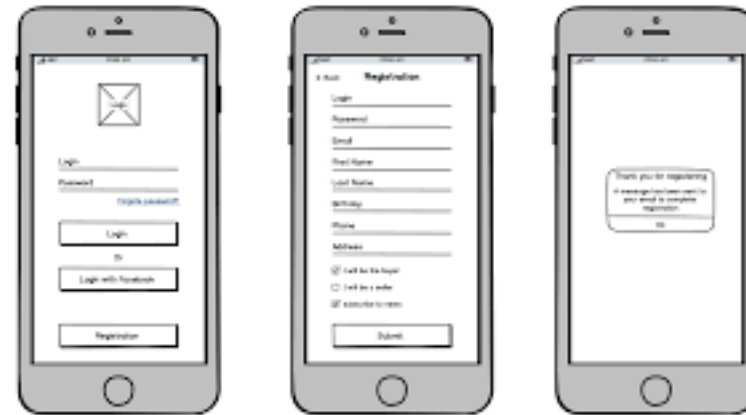 Logo
Login
Password
Forgot password?
Login
Or
Login with Facebook
Registration
Registration
Login
Password
Email
First Name
Last Name
Birthday
Phone
Address
I will be the buyer
I will be a seller
subscribe to news
Submit
Thank you for registering
A message has been sent to
your email to complete
registration